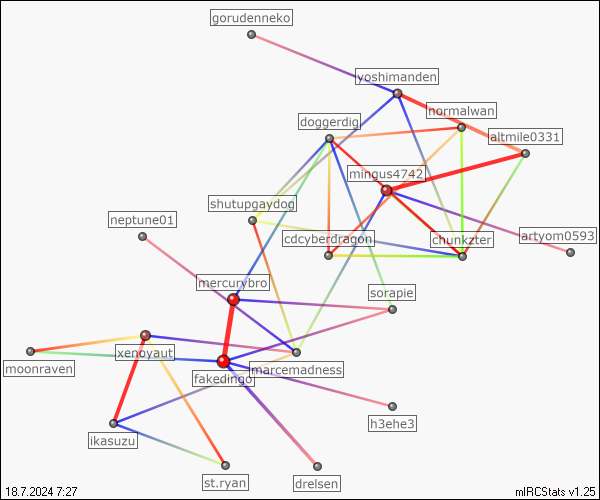 gorudenneko
yoshimanden
normalwan
doggerdig
altmile0331
mingus4742
shutupgaydog
neptune01
cdcyberdragon
chunkzter
artyom0593
mercurybro
sorapie
xenoyaut
moonraven
fakedingo
marcemadness
h3ehe3
ikasuzu
st.ryan
drelsen
18.7.2024 7:27
mIRCStats v1.25